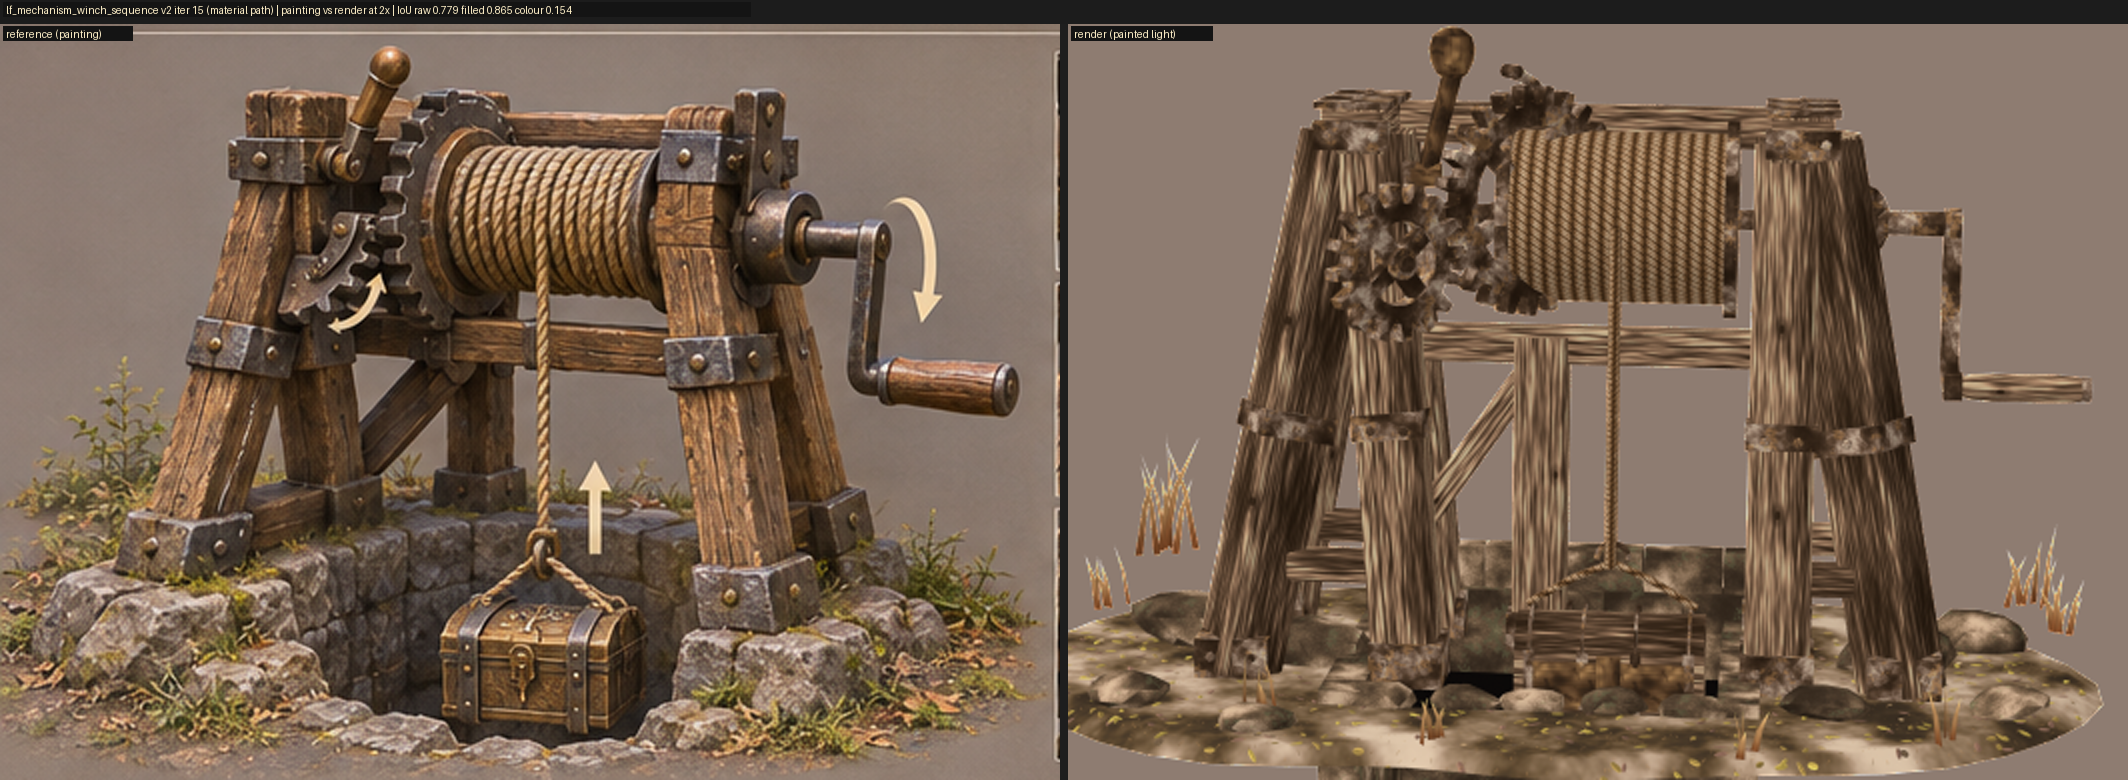 lf_mechanism_winch_sequence v2 iter 15 (material path) | painting vs render at 2x | IoU raw 0.779 filled 0.865 colour 0.154
reference (painting)
render (painted light)